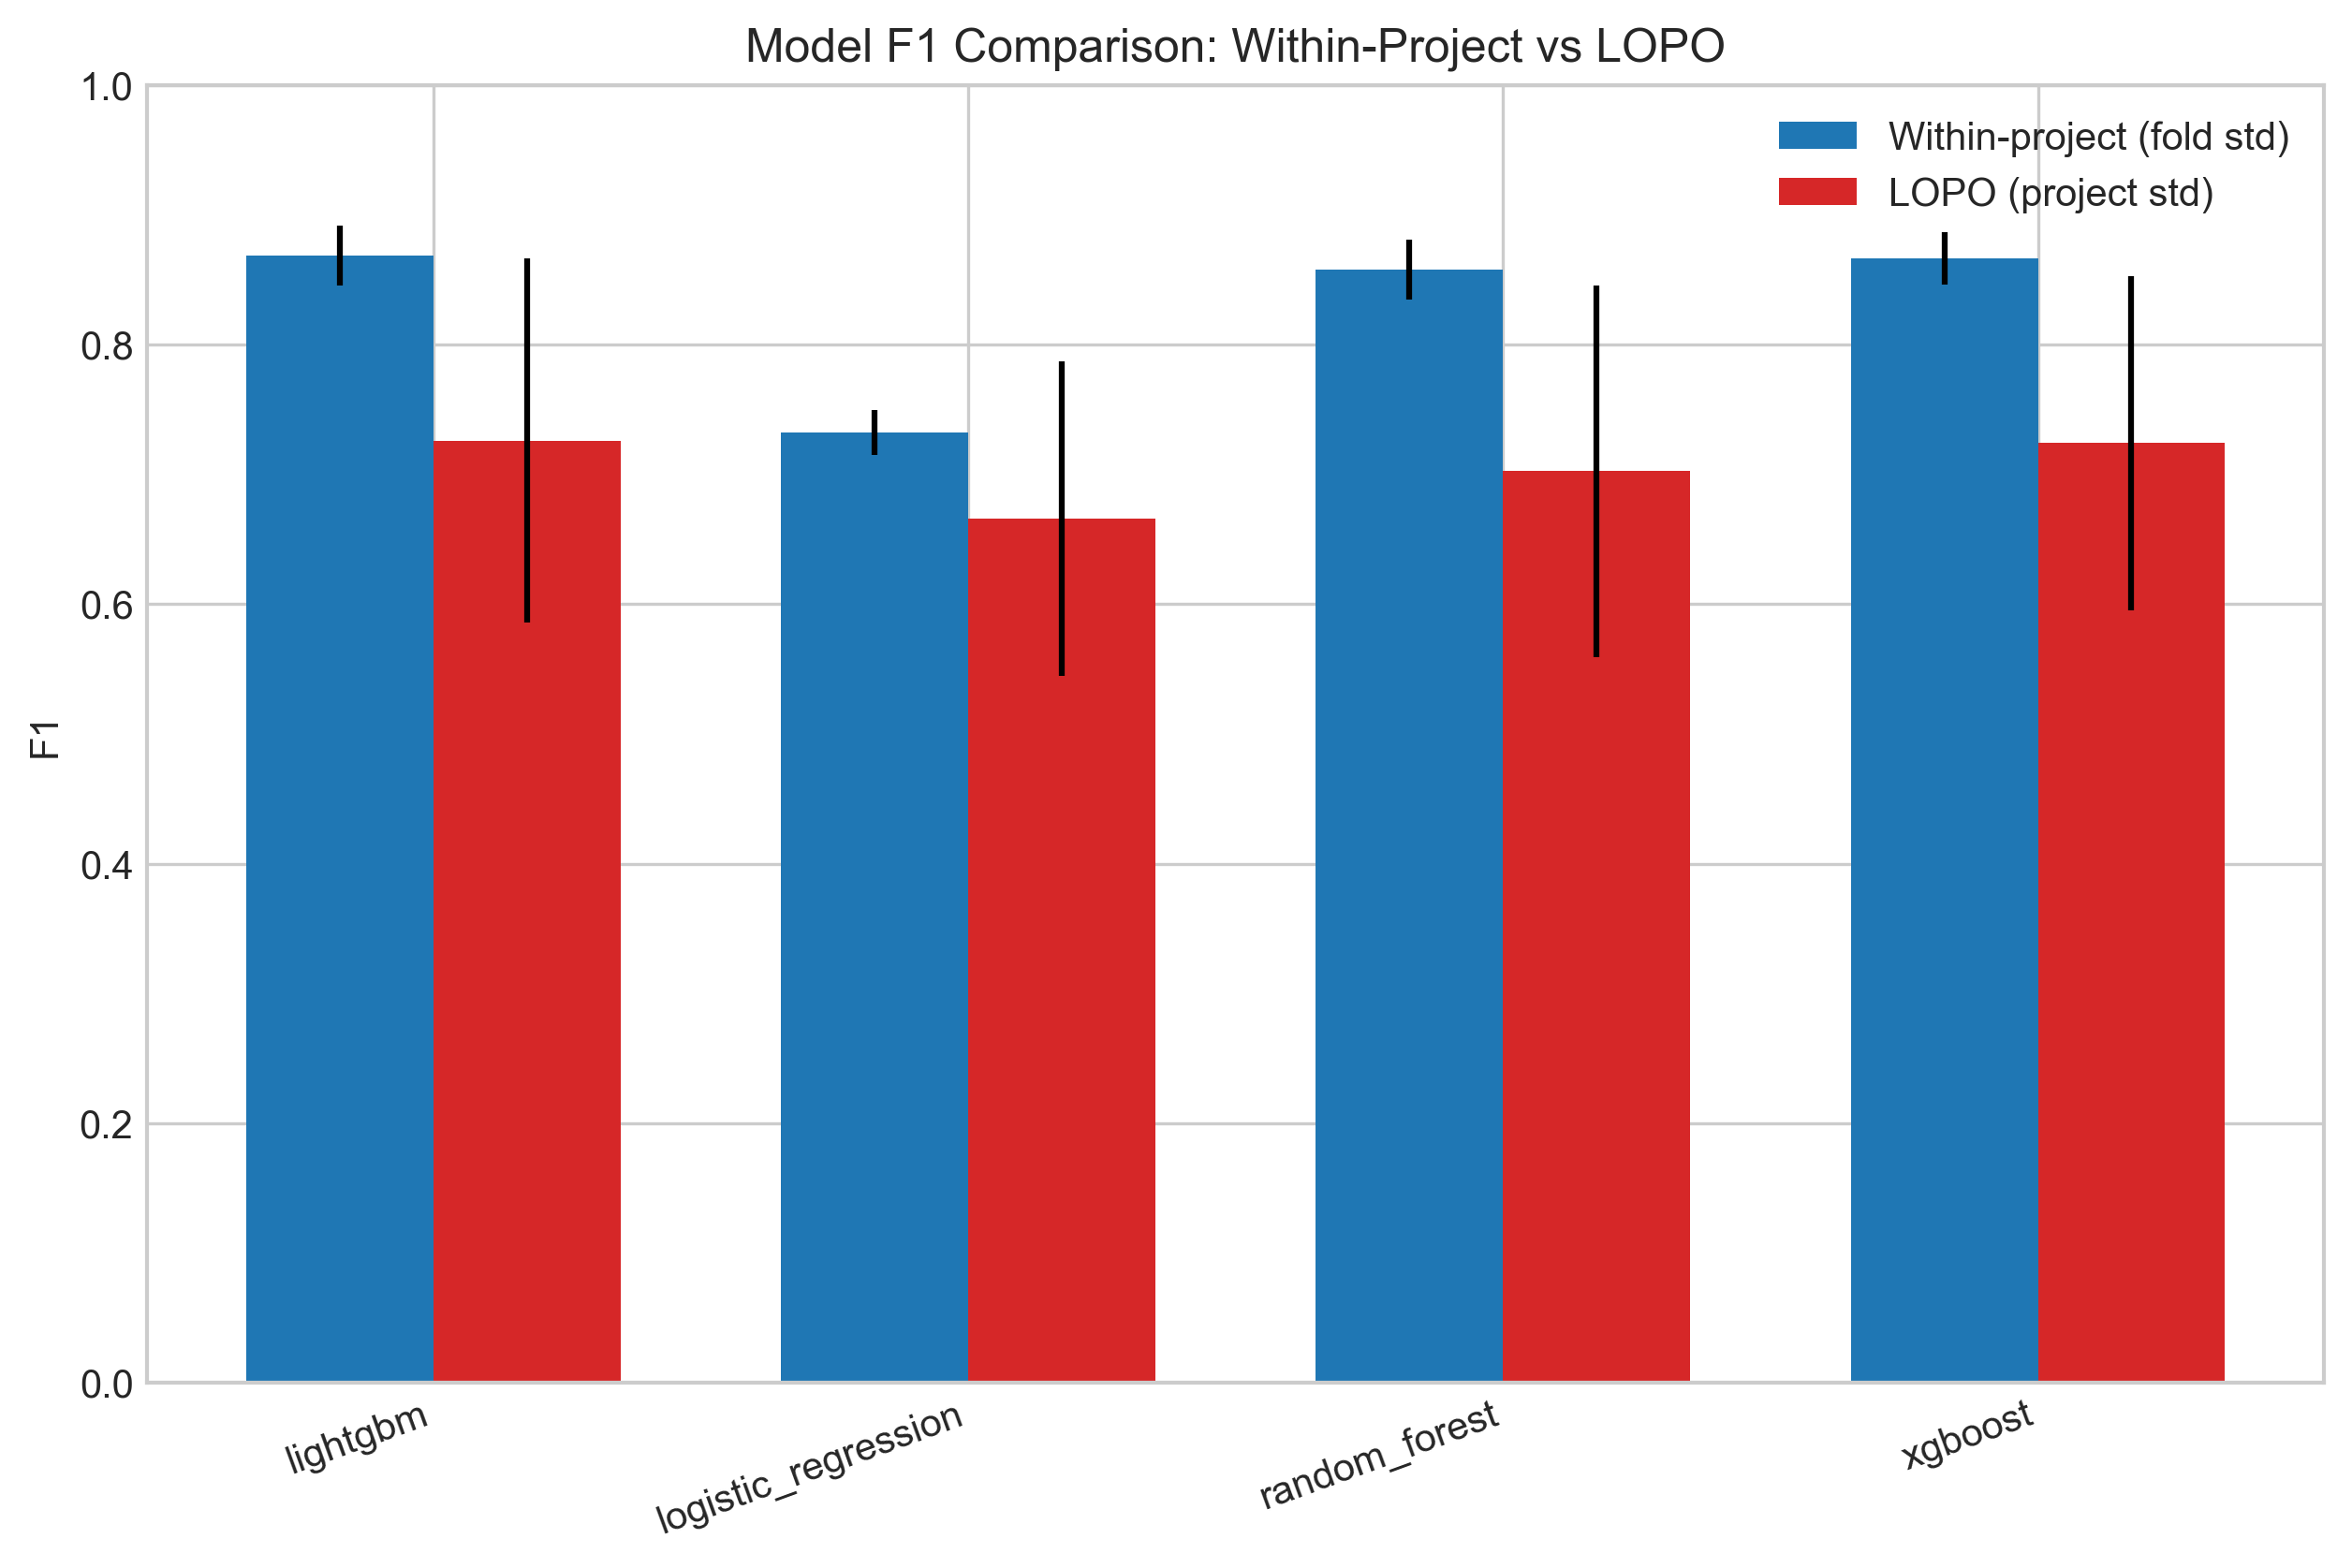 Model F1 Comparison: Within-Project vs LOPO
Within-project (fold std)
LOPO (project std)
F1
1.0
0.8
0.6
0.4
0.2
0.0
lightgbm
logistic_regression
random_forest
xgboost